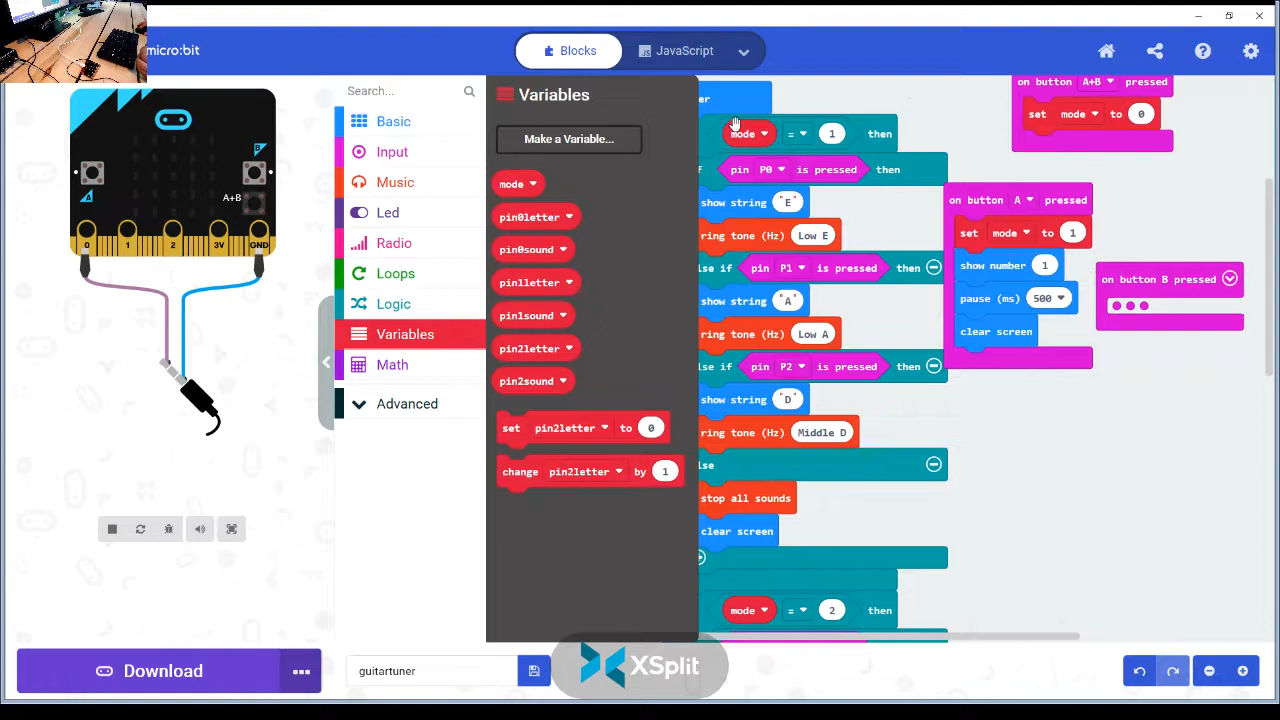 micro:bit
Blocks
JavaScript
B
A+B
A
0
1
2
3V
GND
Download
Search...
Basic
Input
Music
Led
Radio
Loops
Logic
Variables
Math
Advanced
Variables
Make a Variable...
mode
pin0letter
pin0sound
pin1letter
pin1sound
pin2letter
pin2sound
set pin2letter to 0
change pin2letter by 1
er
mode = 1 then
f pin P0 is pressed then
show string "E"
ring tone (Hz) Low E
lse if pin P1 is pressed then
show string "A"
ring tone (Hz) Low A
lse if pin P2 is pressed then
show string "D"
ring tone (Hz) Middle D
lse
stop all sounds
clear screen
mode = 2 then
on button A+B pressed
set mode to 0
on button A pressed
set mode to 1
show number 1
pause (ms) 500
clear screen
on button B pressed
guitartuner
XSplit